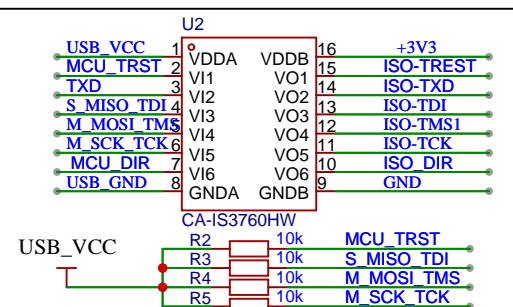 U2
USB_VCC 1 VDDA VDDB 16 +3V3
MCU_TRST 2 VI1 VO1 15 ISO-TREST
TXD 3 VI2 VO2 14 ISO-TXD
S_MISO_TDI 4 VI3 VO3 13 ISO-TDI
M_MOSI_TMS 5 VI4 VO4 12 ISO-TMS1
M_SCK_TCK 6 VI5 VO5 11 ISO-TCK
MCU_DIR 7 VI6 VO6 10 ISO_DIR
USB_GND 8 GNDA GNDB 9 GND
CA-IS3760HW
R2 10k MCU_TRST
USB_VCC R3 10k S_MISO_TDI
R4 10k M_MOSI_TMS
R5 10k M_SCK_TCK